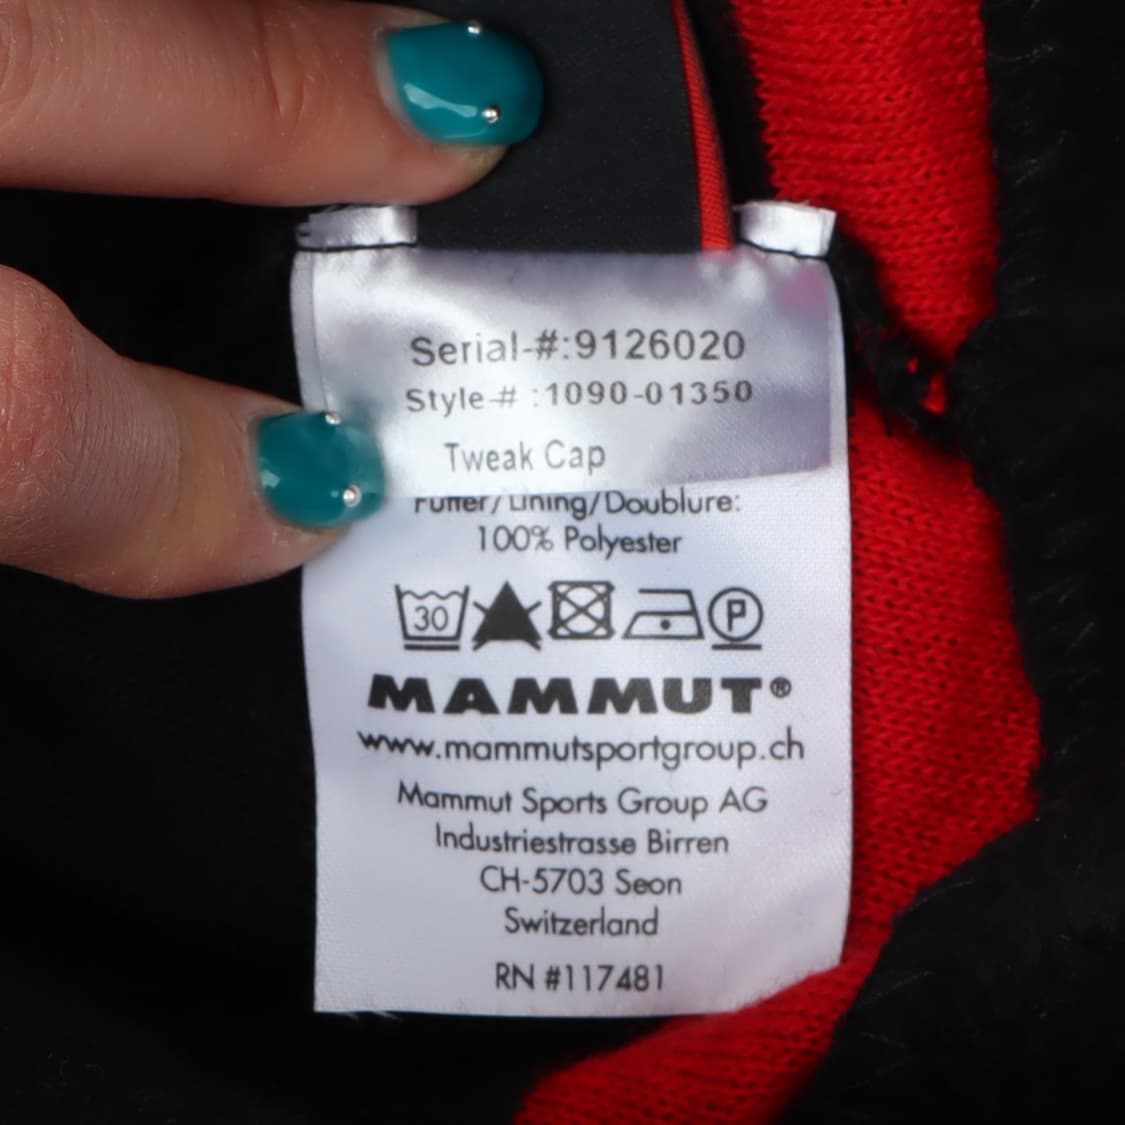 Serial-#:9126020
Style# :1090-01350
Tweak Cap
Futter/Lining/Doublure:
100% Polyester
30 P
MAMMUT®
www.mammutsportgroup.ch
Mammut Sports Group AG
Industriestrasse Birren
CH-5703 Seon
Switzerland
RN #117481